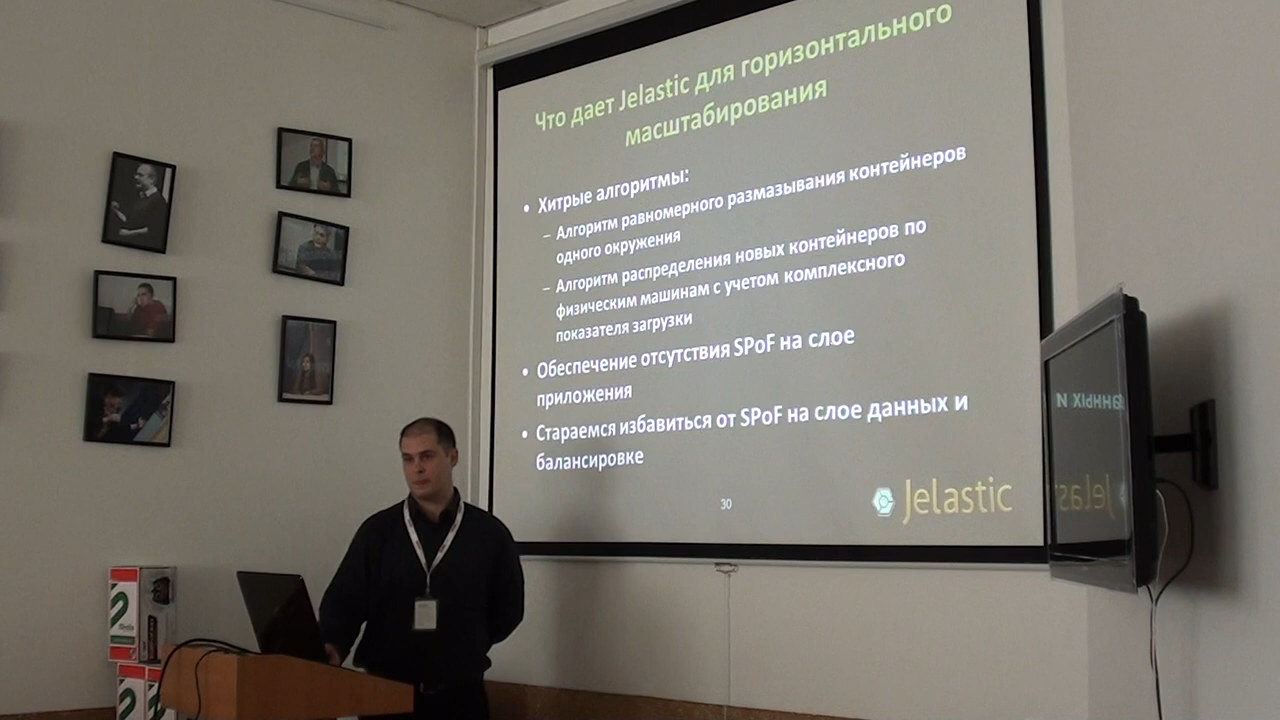 Что дает Jelastic для горизонтального
масштабирования
• Хитрые алгоритмы:
– Алгоритм равномерного размазывания контейнеров
одного окружения
– Алгоритм распределения новых контейнеров по
физическим машинам с учетом комплексного
показателя загрузки
• Обеспечение отсутствия SPoF на слое
приложения
• Стараемся избавиться от SPoF на слое данных и
балансировке
30
Jelastic